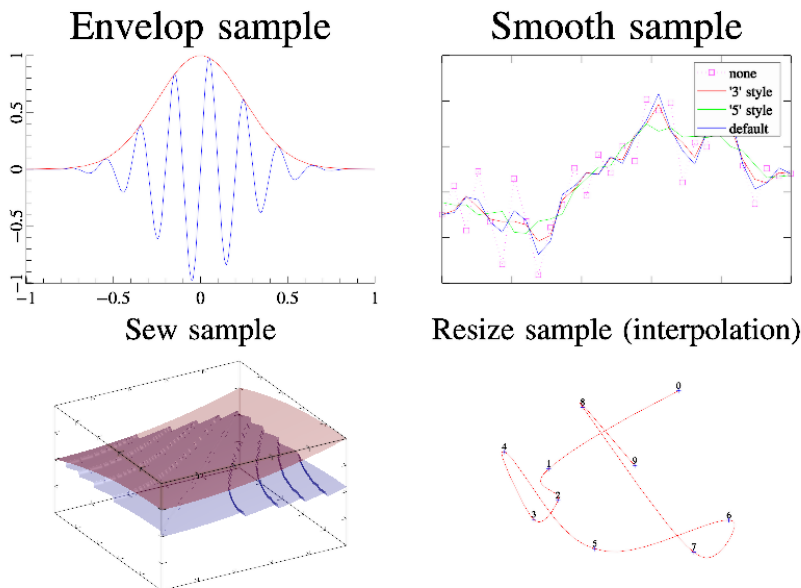 Envelop sample
Smooth sample
1
0.5
0
−0.5
−1
−1
−0.5
0
0.5
1
none
'3' style
'5' style
default
Sew sample
Resize sample (interpolation)
0
8
4
1
9
2
3
6
5
7